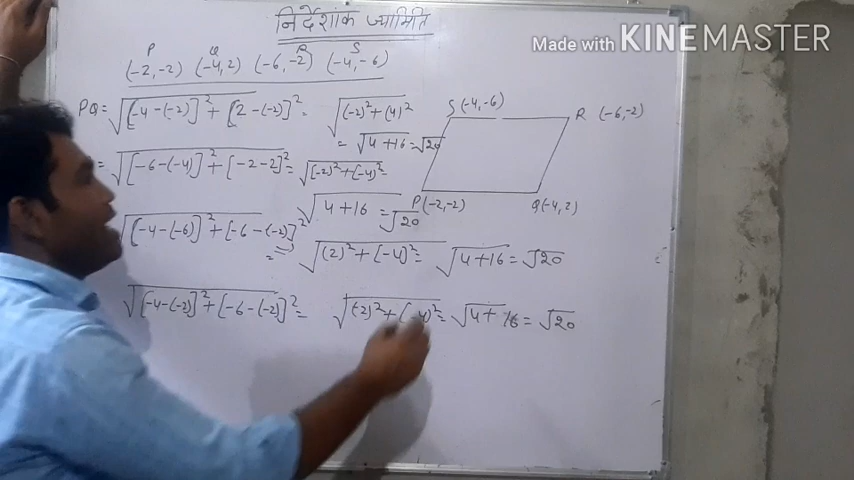 निर्देशांक ज्यामिति
Made with KINEMASTER
P Q R S
(-2,-2) (-4,2) (-6,-2) (-4,-6)
PQ = √[-4-(-2)]²+[2-(-2)]² = √(-2)²+(4)²
= √4+16 = √20
= √[-6-(-4)]²+[-2-2]² = √[(-2)²+(-4)² =
√4+16 = √20
√[-4-(-6)]²+[-6-(-2)]²
= √(2)²+[-4)² = √4+16 = √20
√[-4-(-2)]²+[-6-(-2)]² = √(-2)²+(-4)² = √4+16 = √20
S(-4,-6)
R (-6,-2)
P(-2,-2)
Q(-4,2)